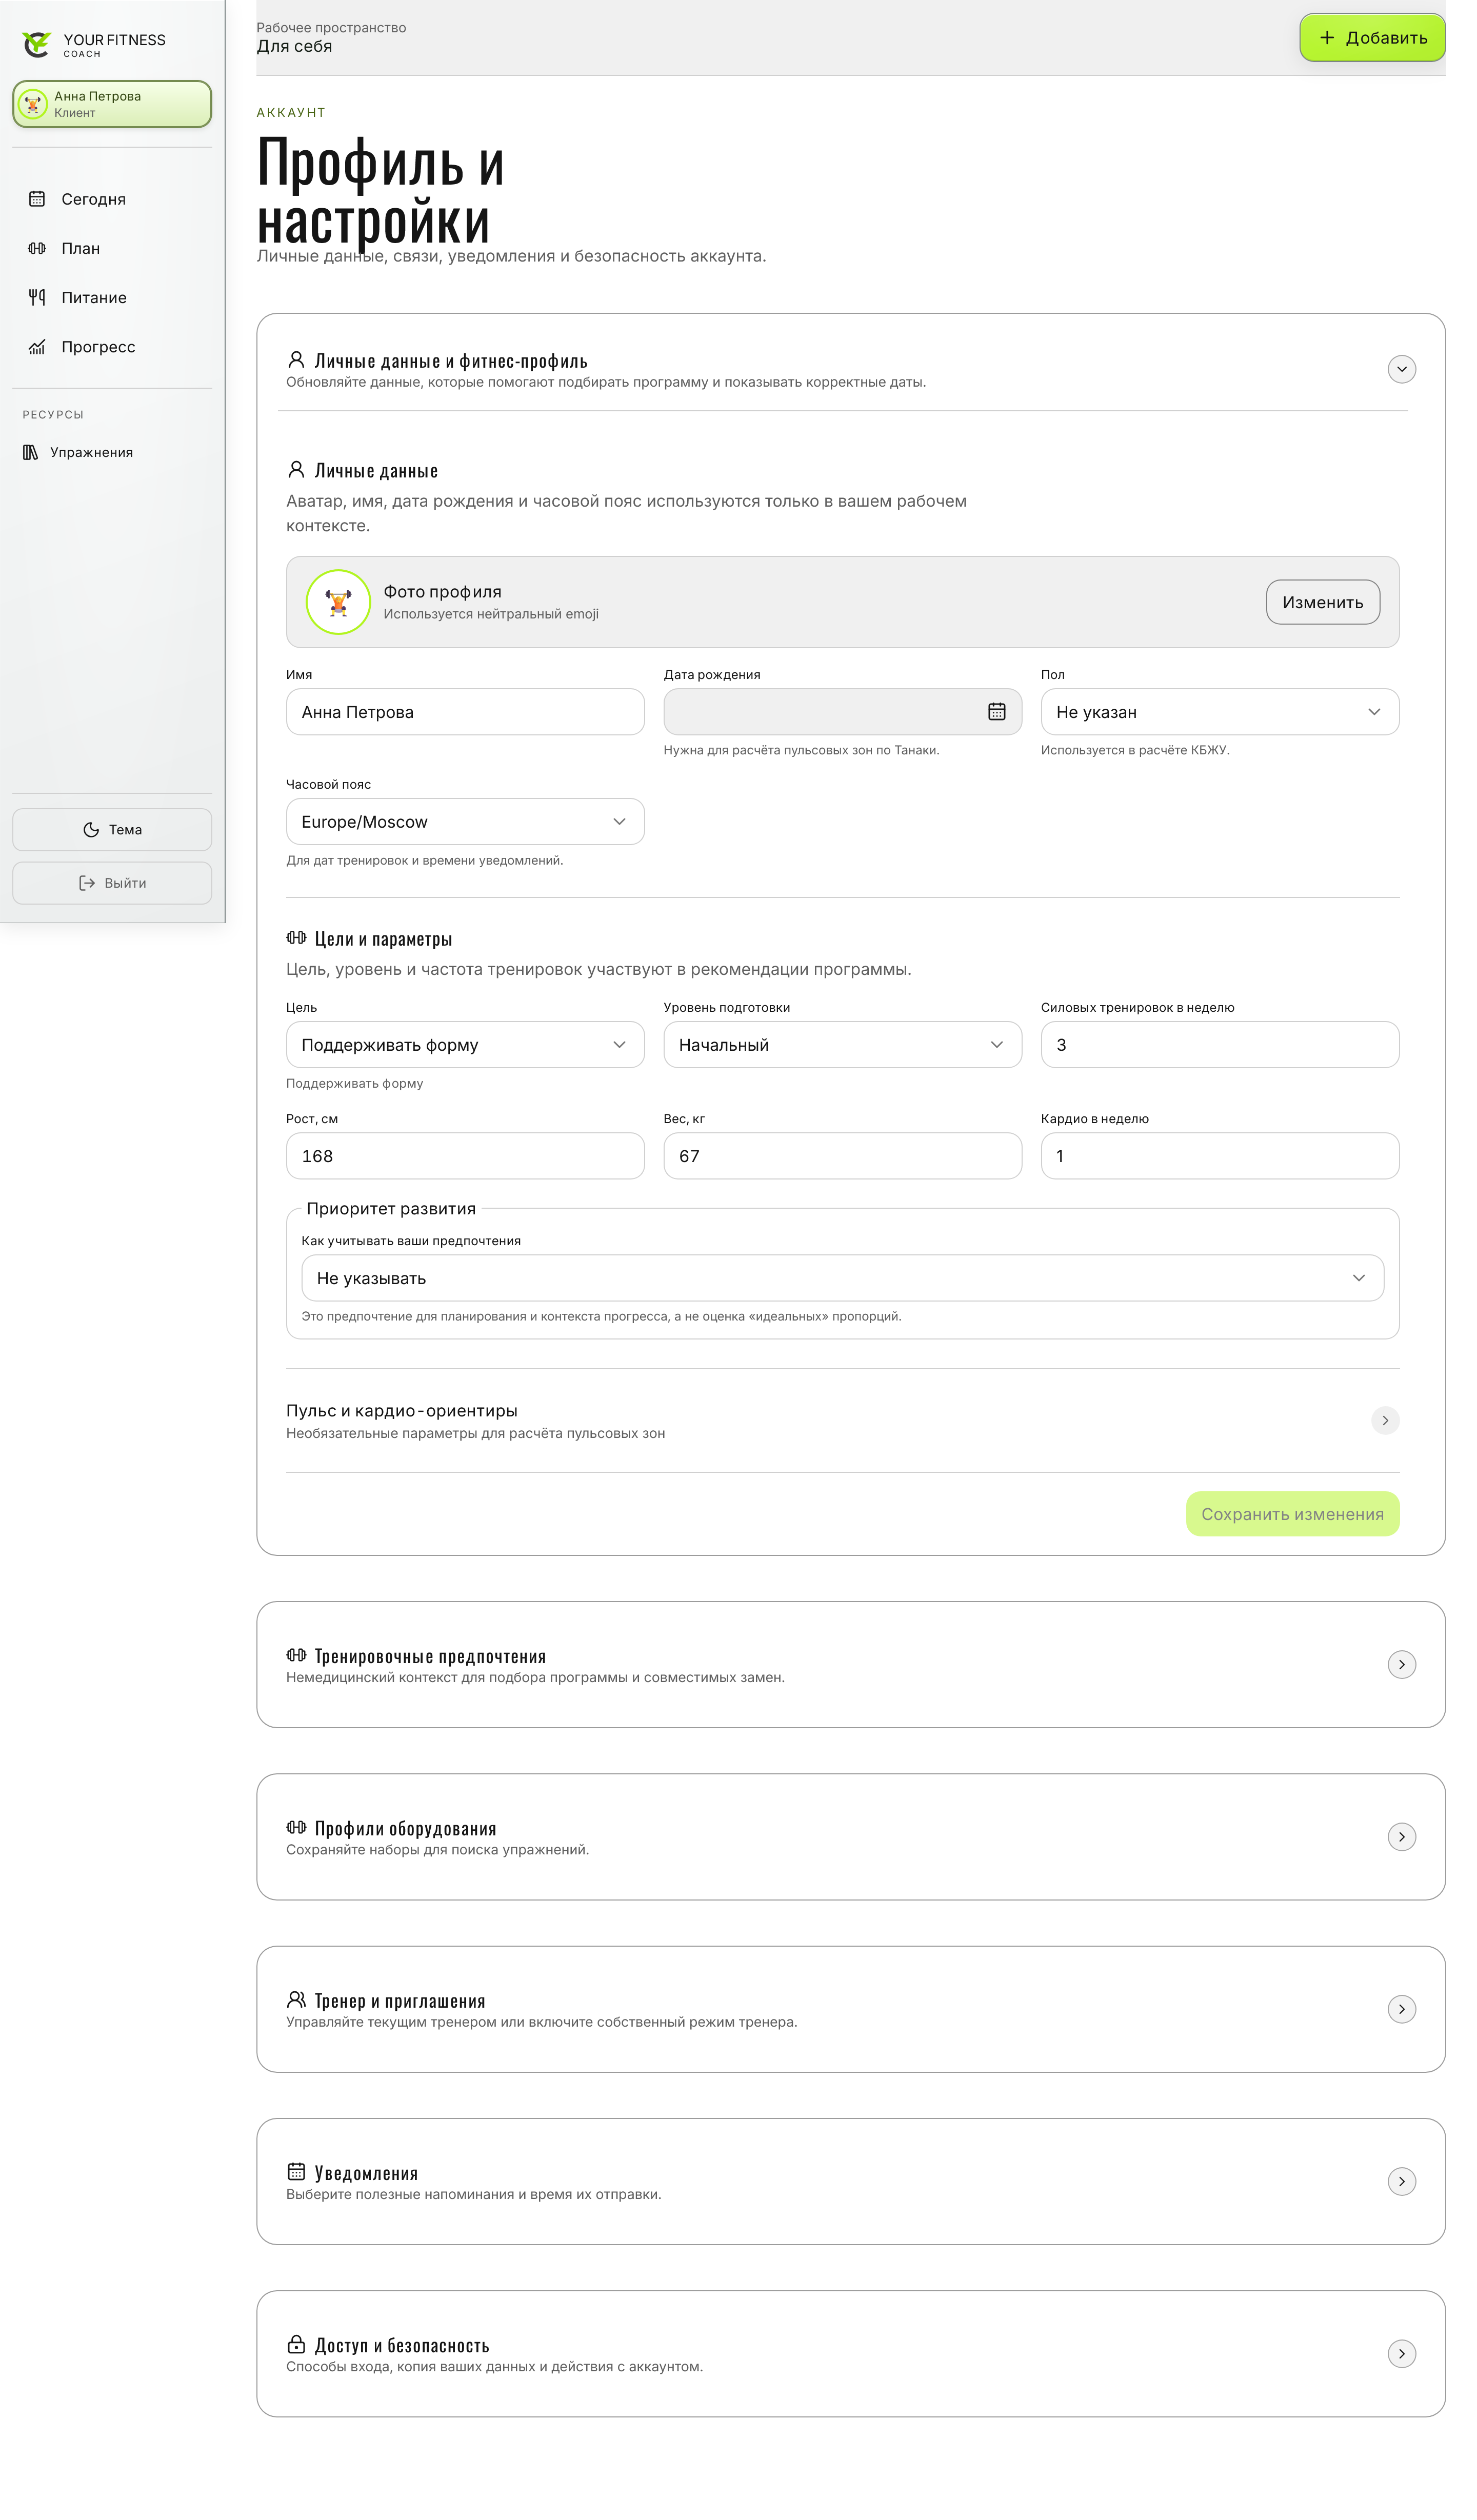 YOUR FITNESS
COACH
Анна Петрова
Клиент
Сегодня
План
Питание
Прогресс
РЕСУРСЫ
Упражнения
Тема
Выйти
Рабочее пространство
Для себя
Добавить
АККАУНТ
Профиль и
настройки
Личные данные, связи, уведомления и безопасность аккаунта.
Личные данные и фитнес-профиль
Обновляйте данные, которые помогают подбирать программу и показывать корректные даты.
Личные данные
Аватар, имя, дата рождения и часовой пояс используются только в вашем рабочем
контексте.
Фото профиля
Используется нейтральный emoji
Изменить
Имя
Анна Петрова
Дата рождения
Нужна для расчёта пульсовых зон по Танаки.
Пол
Не указан
Используется в расчёте КБЖУ.
Часовой пояс
Europe/Moscow
Для дат тренировок и времени уведомлений.
Цели и параметры
Цель, уровень и частота тренировок участвуют в рекомендации программы.
Цель
Поддерживать форму
Поддерживать форму
Уровень подготовки
Начальный
Силовых тренировок в неделю
3
Рост, см
168
Вес, кг
67
Кардио в неделю
1
Приоритет развития
Как учитывать ваши предпочтения
Не указывать
Это предпочтение для планирования и контекста прогресса, а не оценка «идеальных» пропорций.
Пульс и кардио-ориентиры
Необязательные параметры для расчёта пульсовых зон
Сохранить изменения
Тренировочные предпочтения
Немедицинский контекст для подбора программы и совместимых замен.
Профили оборудования
Сохраняйте наборы для поиска упражнений.
Тренер и приглашения
Управляйте текущим тренером или включите собственный режим тренера.
Уведомления
Выберите полезные напоминания и время их отправки.
Доступ и безопасность
Способы входа, копия ваших данных и действия с аккаунтом.